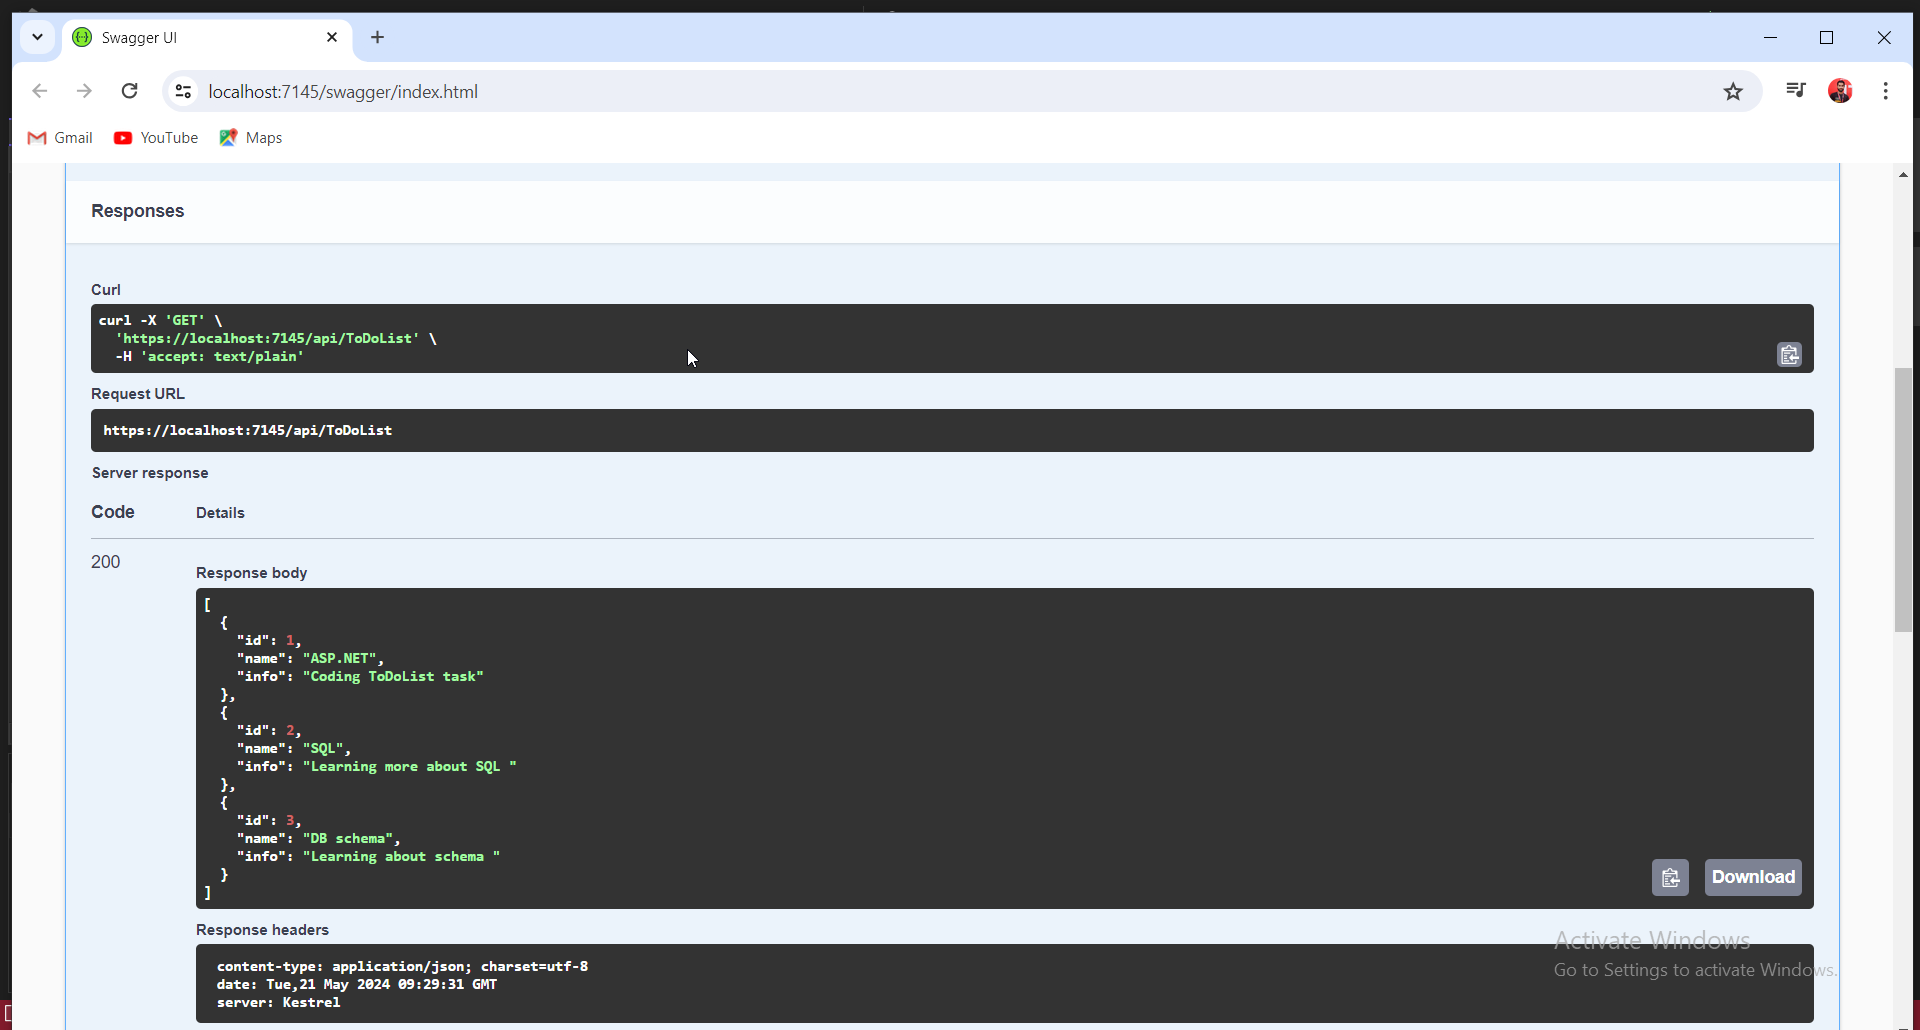 Swagger UI
localhost:7145/swagger/index.html
Gmail
YouTube
Maps
Responses
Curl
curl -X 'GET' \
'https://localhost:7145/api/ToDoList' \
-H 'accept: text/plain'
Request URL
https://localhost:7145/api/ToDoList
Server response
Code Details
200
Response body
[
{
"id": 1,
"name": "ASP.NET",
"info": "Coding ToDoList task"
},
{
"id": 2,
"name": "SQL",
"info": "Learning more about SQL "
},
{
"id": 3,
"name": "DB schema",
"info": "Learning about schema "
}
]
Download
Response headers
content-type: application/json; charset=utf-8
date: Tue,21 May 2024 09:29:31 GMT
server: Kestrel
Activate Windows
Go to Settings to activate Windows.